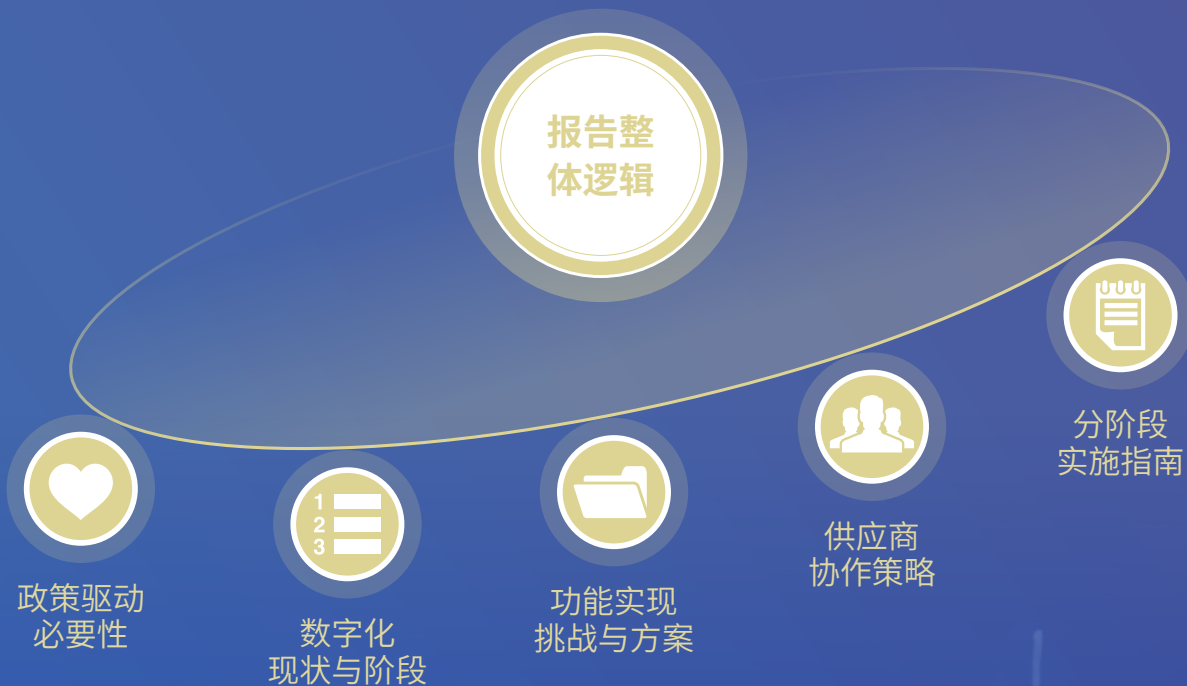 报告整
体逻辑
政策驱动
必要性
1
2
3
数字化
现状与阶段
功能实现
挑战与方案
供应商
协作策略
分阶段
实施指南